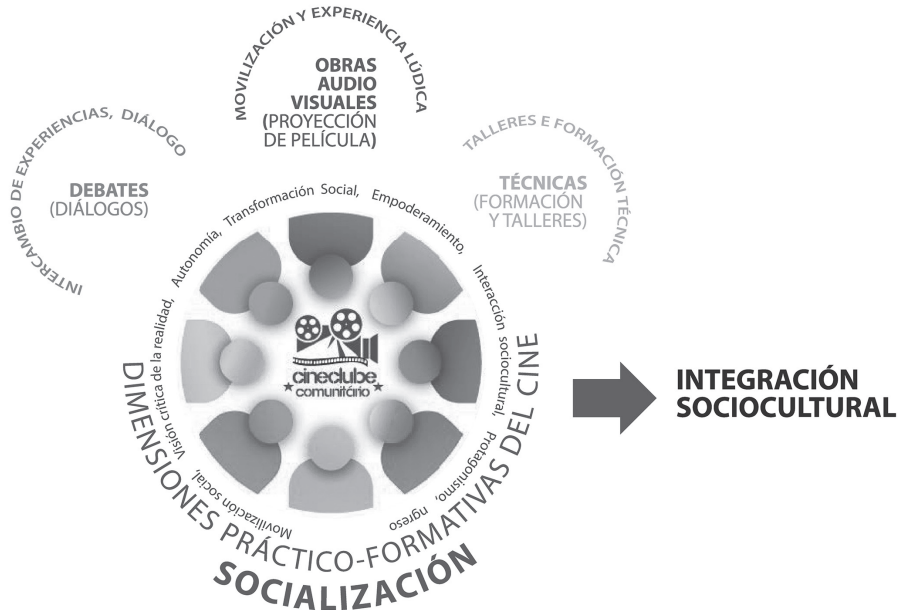 MOVILIZACIÓN Y EXPERIENCIA LÚDICA
OBRAS
AUDIO
VISUALES
(PROYECCIÓN
DE PELÍCULA)
INTERCAMBIO DE EXPERIENCIAS, DIÁLOGO
DEBATES
(DIÁLOGOS)
TALLERES E FORMACIÓN TÉCNICA
TÉCNICAS
(FORMACIÓN
Y TALLERES)
Movilización social, Visión crítica de la realidad, Autonomía, Transformación Social, Empoderamiento, Interacción sociocultural, Protagonismo, ngreso
cineclube
comunitário
DIMENSIONES PRÁCTICO-FORMATIVAS DEL CINE
SOCIALIZACIÓN
INTEGRACIÓN
SOCIOCULTURAL